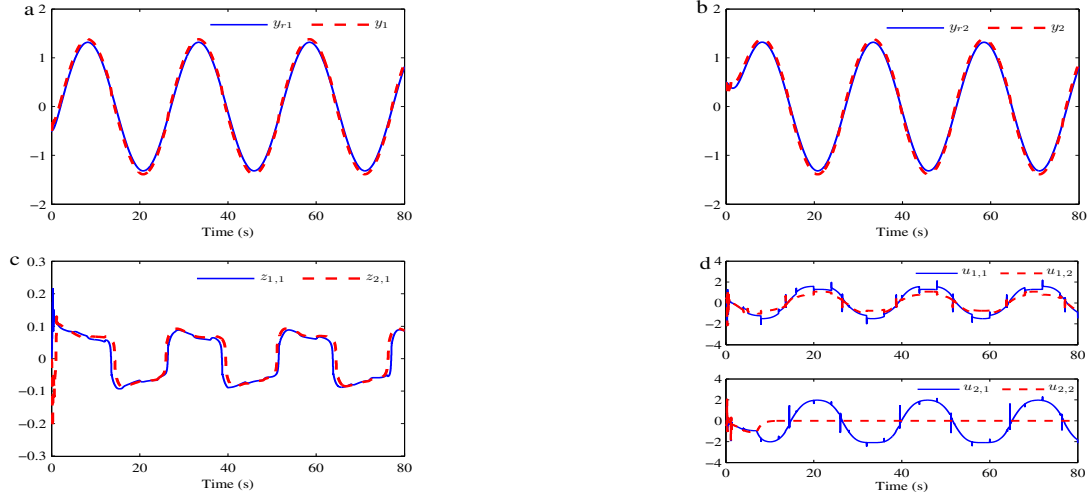 a
y_{r1} y_1
2
1
0
−1
−2
0 20 40 60 80
Time (s)
b
y_{r2} y_2
2
1
0
−1
−2
0 20 40 60 80
Time (s)
c
z_{1,1} z_{2,1}
0.3
0.2
0.1
0
−0.1
−0.2
−0.3
0 20 40 60 80
Time (s)
d
u_{1,1} u_{1,2}
4
2
0
−2
−4
0 20 40 60 80
u_{2,1} u_{2,2}
4
2
0
−2
−4
0 20 40 60 80
Time (s)